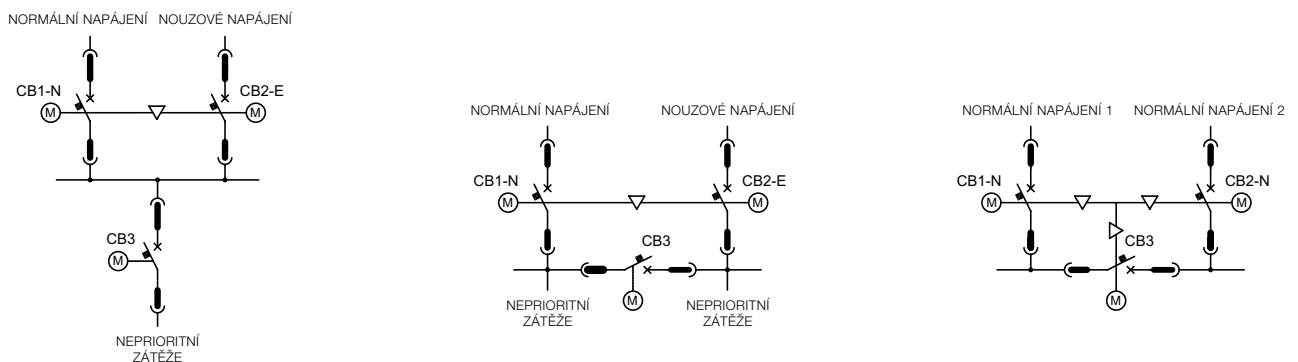 NORMÁLNÍ NAPÁJENÍ NOUZOVÉ NAPÁJENÍ
CB1-N CB2-E
M M
CB3
M
NEPRIORITNÍ
ZÁTĚŽE
NORMÁLNÍ NAPÁJENÍ NOUZOVÉ NAPÁJENÍ
CB1-N CB2-E
M M
CB3
M
NEPRIORITNÍ NEPRIORITNÍ
ZÁTĚŽE ZÁTĚŽE
NORMÁLNÍ NAPÁJENÍ 1 NORMÁLNÍ NAPÁJENÍ 2
CB1-N CB2-N
M M
CB3
M